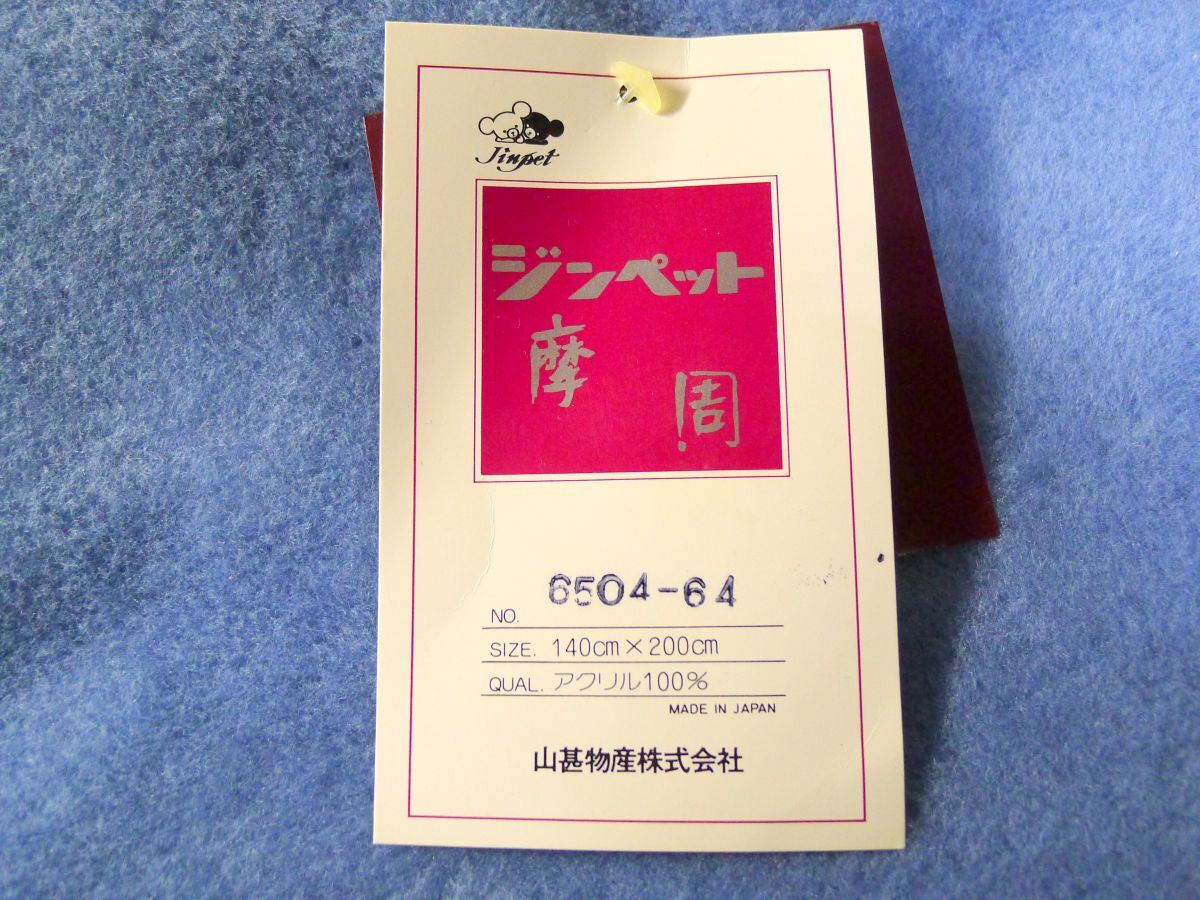 Jinpet
ジンペット
摩周
NO. 6504-64
SIZE. 140cm×200cm
QUAL. アクリル100%
MADE IN JAPAN
山甚物産株式会社